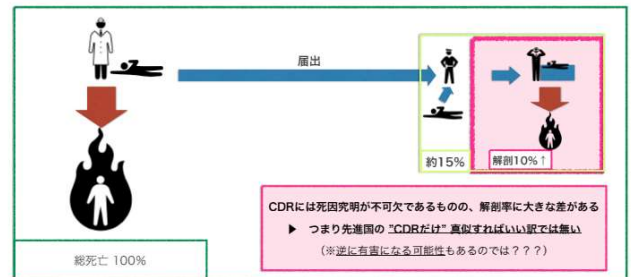 届出
約15%
解剖10%↑
CDRには死因究明が不可欠であるものの、解剖率に大きな差がある
▶ つまり先進国の "CDRだけ" 真似すればいい訳では無い
（※逆に有害になる可能性もあるのでは？？？）
総死亡 100%